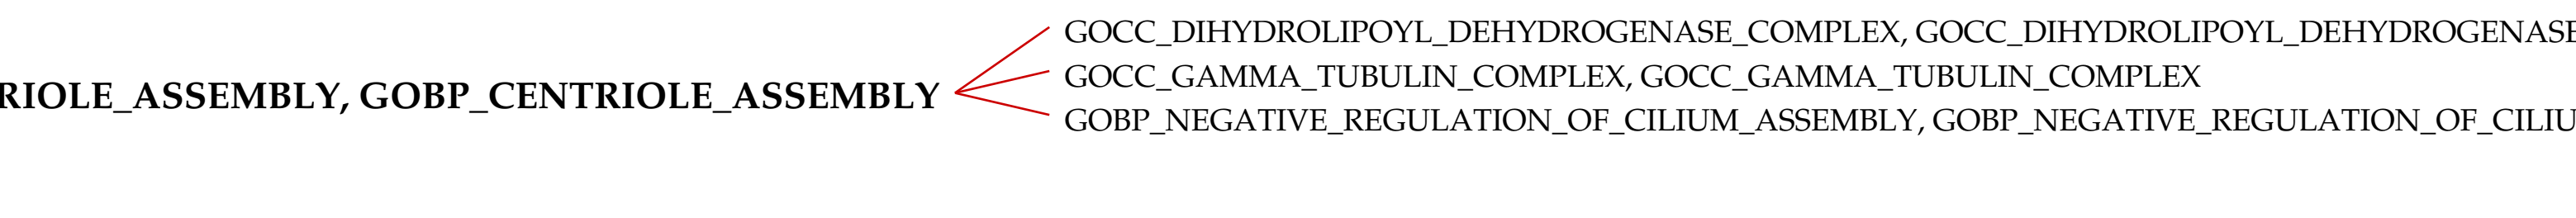 GOCC_DIHYDROLIPOYL_DEHYDROGENASE_COMPLEX, GOCC_DIHYDROLIPOYL_DEHYDROGENASE
GOCC_GAMMA_TUBULIN_COMPLEX, GOCC_GAMMA_TUBULIN_COMPLEX
RIOLE_ASSEMBLY, GOBP_CENTRIOLE_ASSEMBLY
GOBP_NEGATIVE_REGULATION_OF_CILIUM_ASSEMBLY, GOBP_NEGATIVE_REGULATION_OF_CILIU